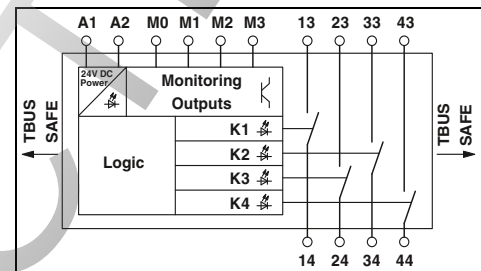 A1 A2 M0 M1 M2 M3 13 23 33 43
24V DC
Power
Monitoring
Outputs
TBUS
SAFE
Logic
K1
K2
K3
K4
TBUS
SAFE
14 24 34 44